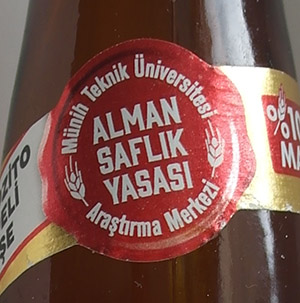 Münih Teknik Üniversitesi
ALMAN
SAFLIK
YASASI
Araştırma Merkezi